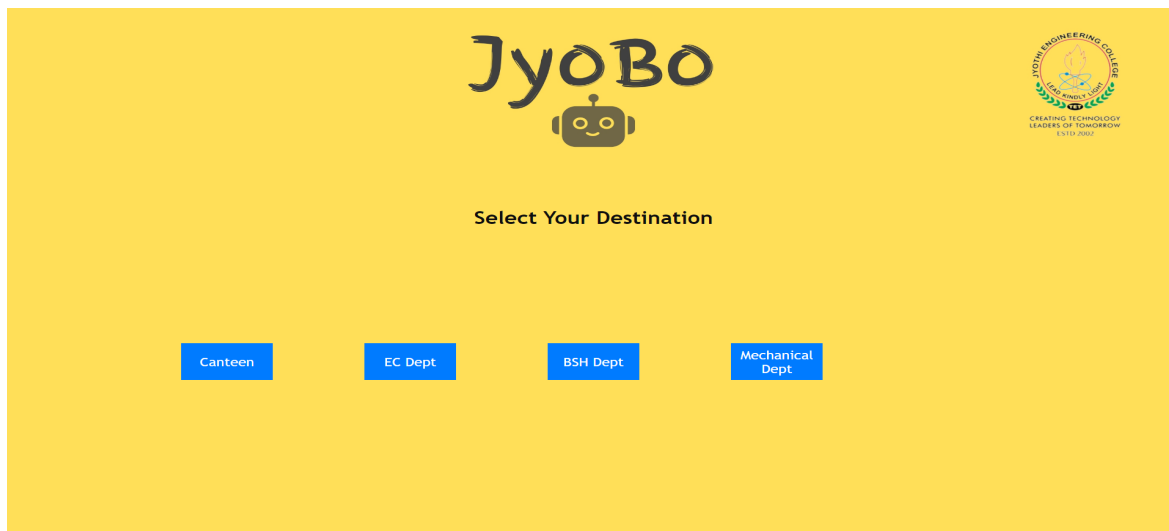 JyoBo
JYOTHI ENGINEERING COLLEGE
LEAD KINDLY LIGHT
CREATING TECHNOLOGY
LEADERS OF TOMORROW
ESTD 2002
Select Your Destination
Canteen
EC Dept
BSH Dept
Mechanical
Dept